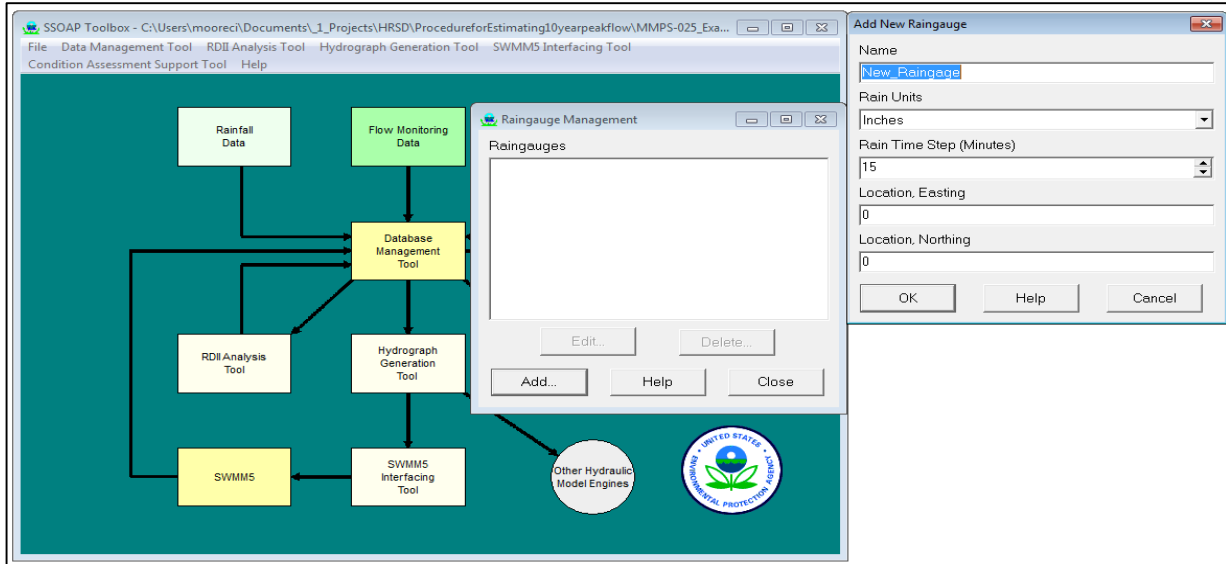 SSOAP Toolbox - C:\Users\mooreci\Documents\_1_Projects\HRSD\ProcedureforEstimating10yearpeakflow\MMPS-025_Exa...
File Data Management Tool RDII Analysis Tool Hydrograph Generation Tool SWMM5 Interfacing Tool
Condition Assessment Support Tool Help
Rainfall
Data
Flow Monitoring
Data
Database
Management
Tool
RDII Analysis
Tool
Hydrograph
Generation
Tool
SWMM5
SWMM5
Interfacing
Tool
Other Hydraulic
Model Engines
UNITED STATES
ENVIRONMENTAL PROTECTION AGENCY
Raingauge Management
Raingauges
Edit...
Delete...
Add...
Help
Close
Add New Raingauge
Name
New_Raingage
Rain Units
Inches
Rain Time Step (Minutes)
15
Location, Easting
0
Location, Northing
0
OK
Help
Cancel